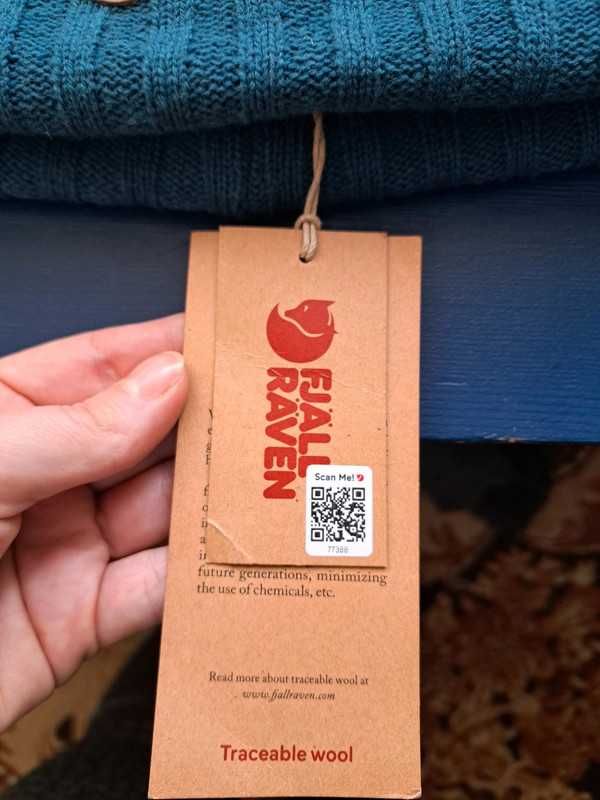 FJÄLL
RÄVEN
Scan Me!
77388
future generations, minimizing
the use of chemicals, etc.
Read more about traceable wool at
www.fjallraven.com
Traceable wool